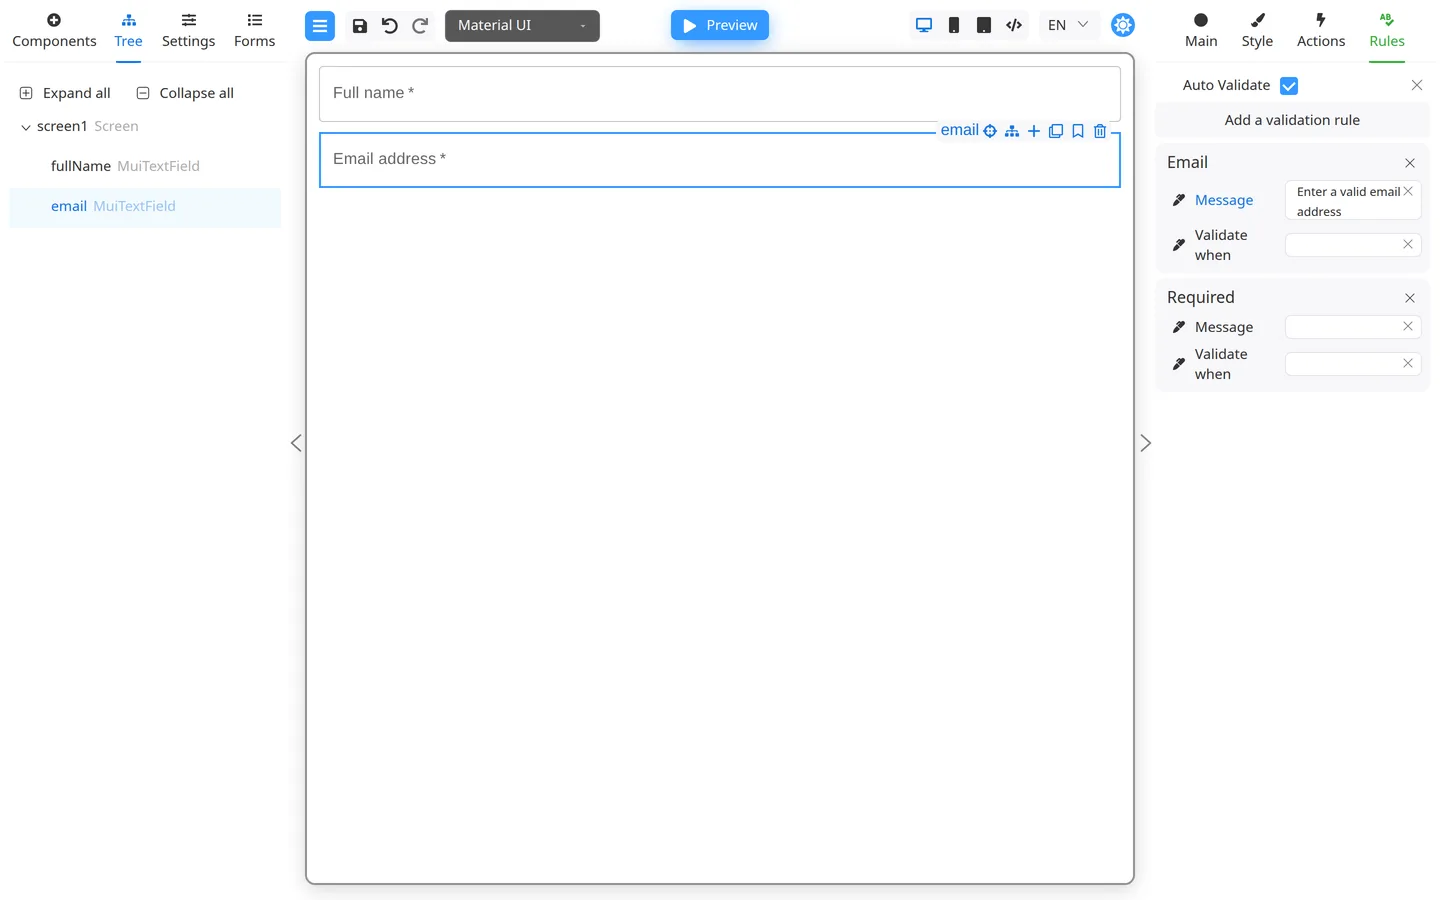 Components
Tree
Settings
Forms
Material UI
Preview
EN
Main
Style
Actions
AB
Rules
Expand all
Collapse all
screen1 Screen
fullName MuiTextField
email MuiTextField
Full name *
email
Email address *
Auto Validate
Add a validation rule
Email
Message
Enter a valid email
address
Validate
when
Required
Message
Validate
when